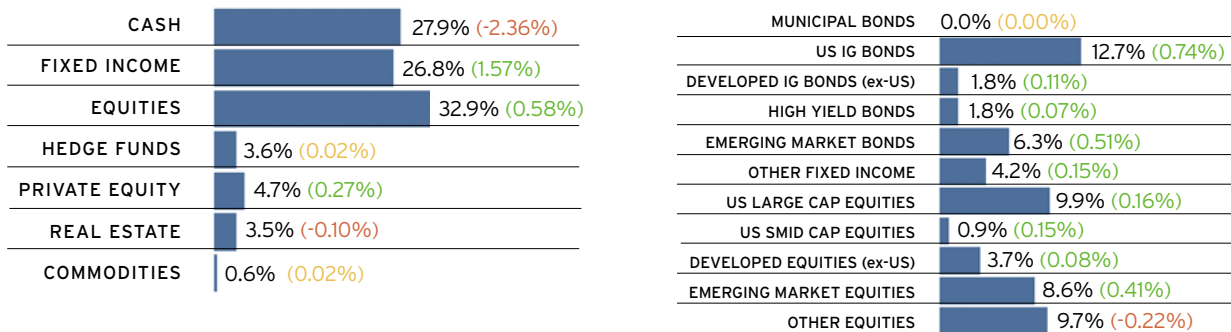 CASH 27.9% (-2.36%)
FIXED INCOME 26.8% (1.57%)
EQUITIES 32.9% (0.58%)
HEDGE FUNDS 3.6% (0.02%)
PRIVATE EQUITY 4.7% (0.27%)
REAL ESTATE 3.5% (-0.10%)
COMMODITIES 0.6% (0.02%)
MUNICIPAL BONDS 0.0% (0.00%)
US IG BONDS 12.7% (0.74%)
DEVELOPED IG BONDS (ex-US) 1.8% (0.11%)
HIGH YIELD BONDS 1.8% (0.07%)
EMERGING MARKET BONDS 6.3% (0.51%)
OTHER FIXED INCOME 4.2% (0.15%)
US LARGE CAP EQUITIES 9.9% (0.16%)
US SMID CAP EQUITIES 0.9% (0.15%)
DEVELOPED EQUITIES (ex-US) 3.7% (0.08%)
EMERGING MARKET EQUITIES 8.6% (0.41%)
OTHER EQUITIES 9.7% (-0.22%)